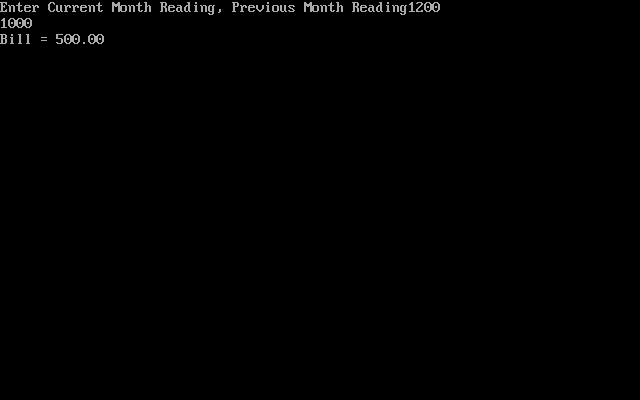 Enter Current Month Reading, Previous Month Reading1200
1000
Bill = 500.00